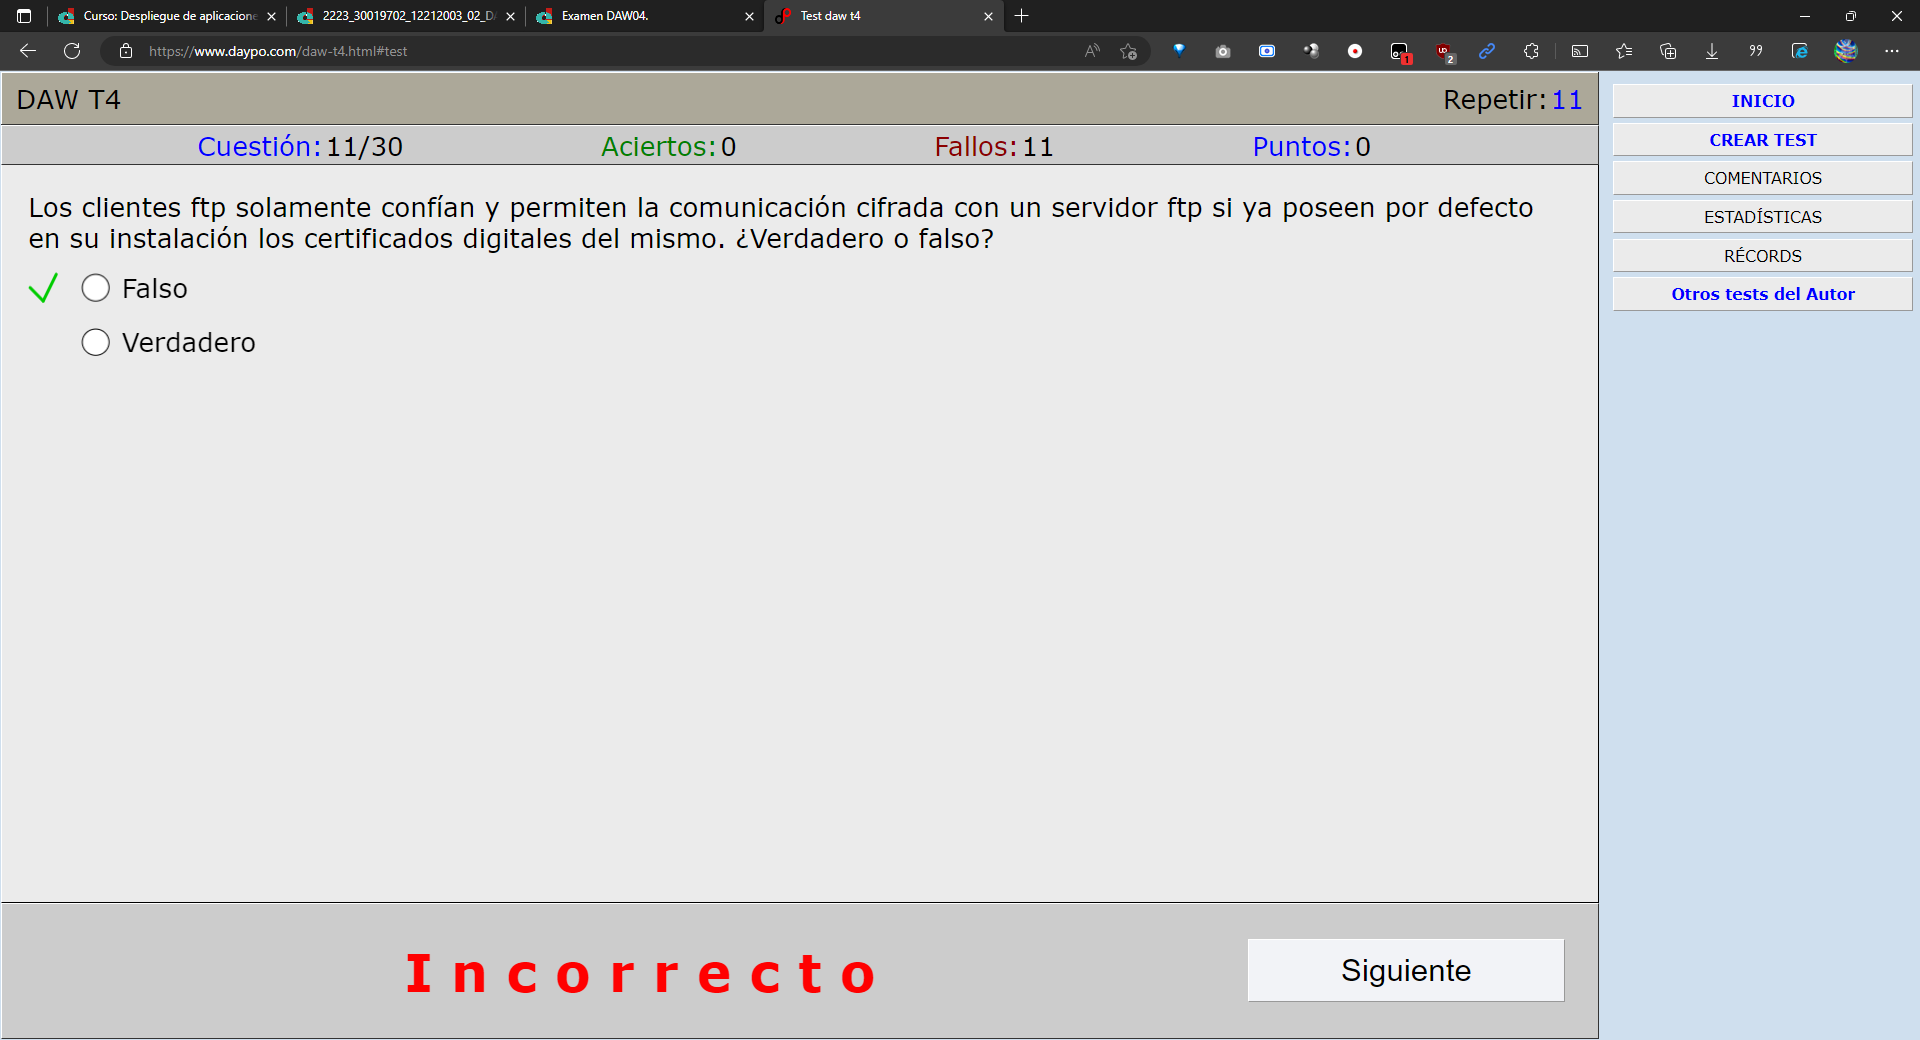 Curso: Despliegue de aplicacione
2223_30019702_12212003_02_D
Examen DAW04.
Test daw t4
https://www.daypo.com/daw-t4.html#test
1
2
DAW T4
Repetir: 11
Cuestión: 11/30
Aciertos: 0
Fallos: 11
Puntos: 0
Los clientes ftp solamente confían y permiten la comunicación cifrada con un servidor ftp si ya poseen por defecto
en su instalación los certificados digitales del mismo. ¿Verdadero o falso?
Falso
Verdadero
Incorrecto
Siguiente
INICIO
CREAR TEST
COMENTARIOS
ESTADÍSTICAS
RÉCORDS
Otros tests del Autor